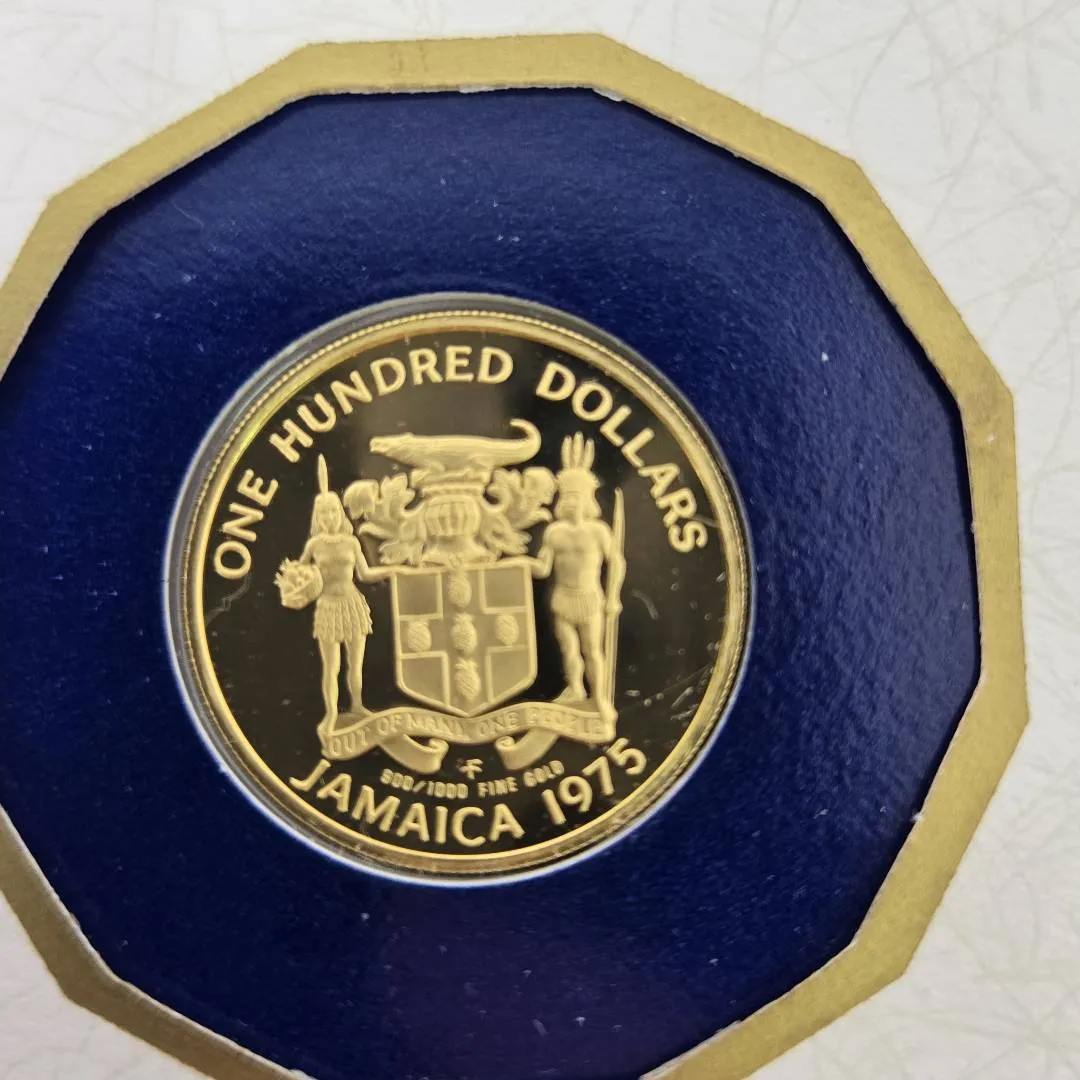 ONE HUNDRED DOLLARS
OUT OF MANY, ONE PEOPLE
900/1000 FINE GOLD
JAMAICA 1975